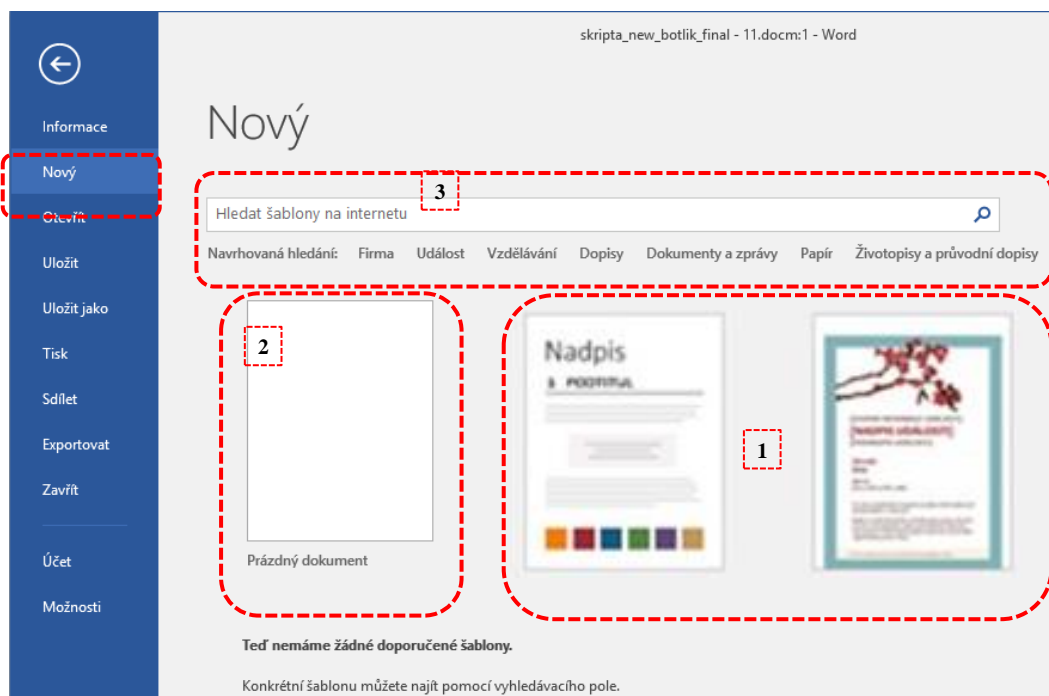 skripta_new_botlik_final - 11.docm:1 - Word
Informace
Nový
Otevřít
Uložit
Uložit jako
Tisk
Sdílet
Exportovat
Zavřít
Účet
Možnosti
Nový
3
Hledat šablony na internetu
Navrhovaná hledání: Firma Událost Vzdělávání Dopisy Dokumenty a zprávy Papír Životopisy a průvodní dopisy
2
Prázdný dokument
Nadpis
1
[NADPIS UDÁLOSTI]
Teď nemáme žádné doporučené šablony.
Konkrétní šablonu můžete najít pomocí vyhledávacího pole.